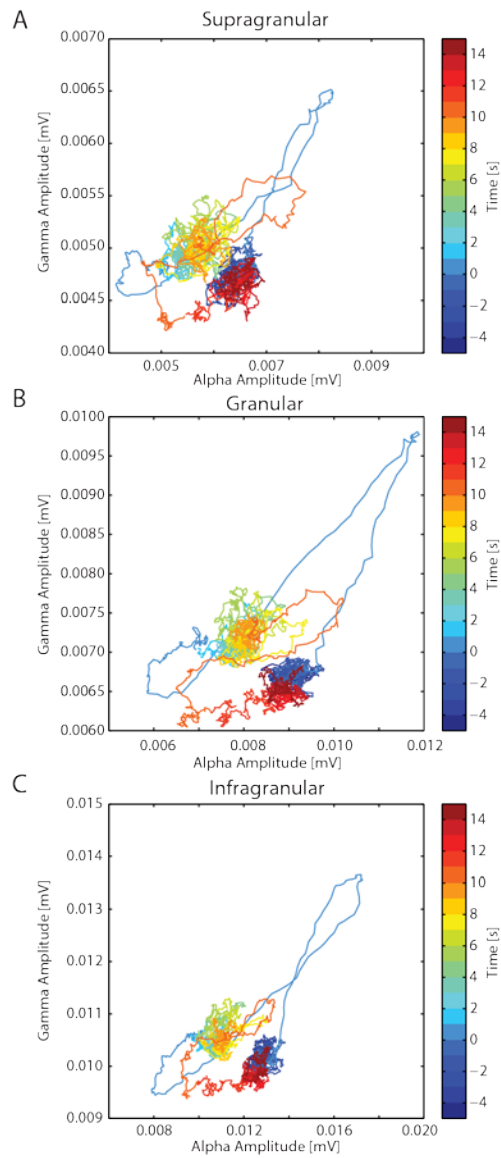 A
Supragranular
0.0070
0.0065
0.0060
0.0055
0.0050
0.0045
0.0040
Gamma Amplitude [mV]
0.005 0.007 0.009
Alpha Amplitude [mV]
14
12
10
8
6
4
2
0
−2
−4
Time [s]
B
Granular
0.0100
0.0095
0.0090
0.0085
0.0080
0.0075
0.0070
0.0065
0.0060
Gamma Amplitude [mV]
0.006 0.008 0.010 0.012
Alpha Amplitude [mV]
14
12
10
8
6
4
2
0
−2
−4
Time [s]
C
Infragranular
0.015
0.014
0.013
0.012
0.011
0.010
0.009
Gamma Amplitude [mV]
0.008 0.012 0.016 0.020
Alpha Amplitude [mV]
14
12
10
8
6
4
2
0
−2
−4
Time [s]